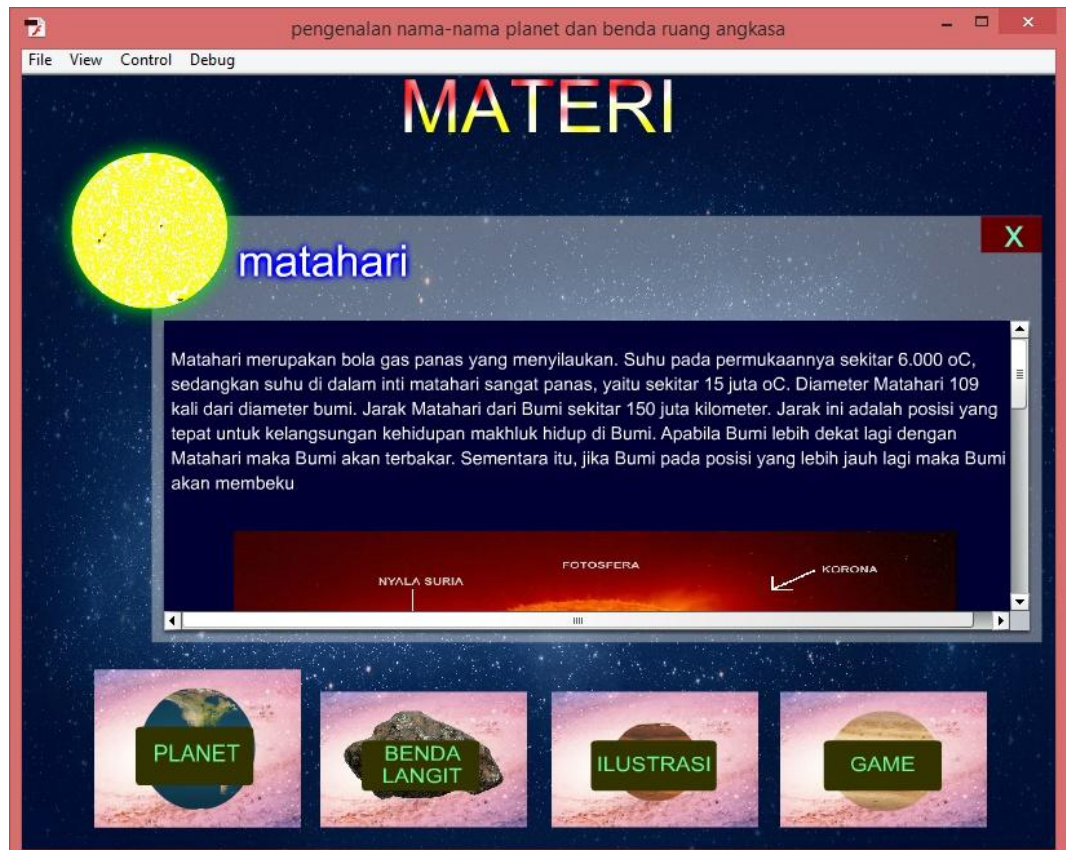 pengenalan nama-nama planet dan benda ruang angkasa
File View Control Debug
MATERI
X
matahari
Matahari merupakan bola gas panas yang menyilaukan. Suhu pada permukaannya sekitar 6.000 oC,
sedangkan suhu di dalam inti matahari sangat panas, yaitu sekitar 15 juta oC. Diameter Matahari 109
kali dari diameter bumi. Jarak Matahari dari Bumi sekitar 150 juta kilometer. Jarak ini adalah posisi yang
tepat untuk kelangsungan kehidupan makhluk hidup di Bumi. Apabila Bumi lebih dekat lagi dengan
Matahari maka Bumi akan terbakar. Sementara itu, jika Bumi pada posisi yang lebih jauh lagi maka Bumi
akan membeku
FOTOSFERA
NYALA SURIA
KORONA
PLANET
BENDA
LANGIT
ILUSTRASI
GAME